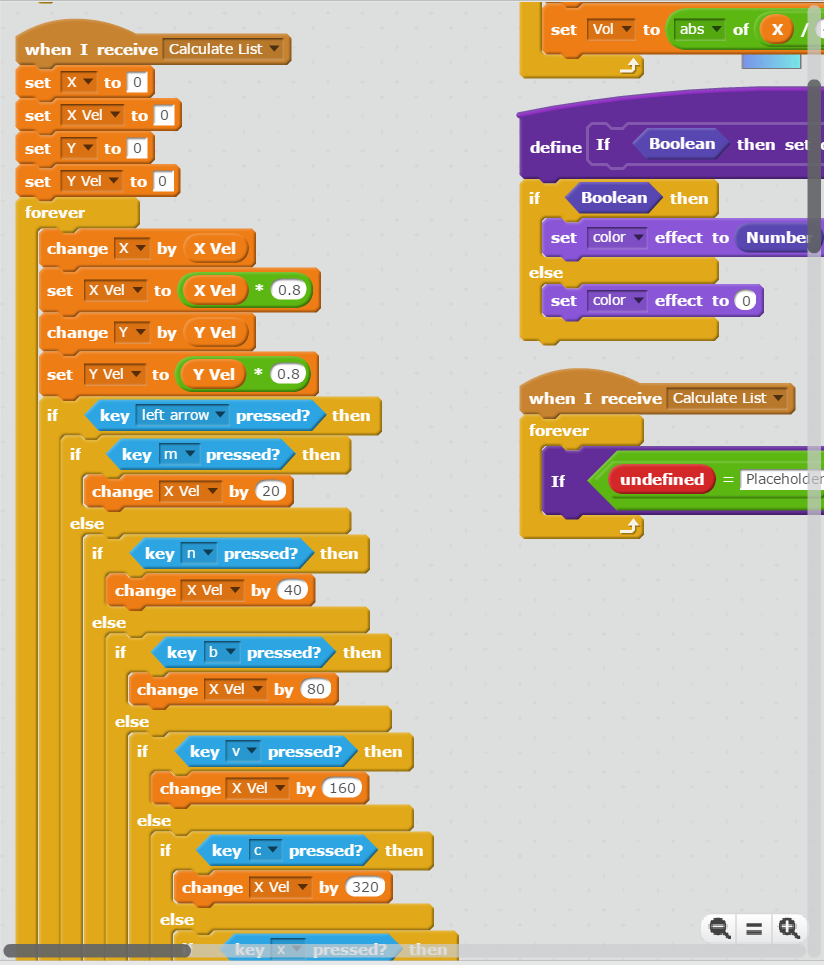 when I receive Calculate List
set X to 0
set X Vel to 0
set Y to 0
set Y Vel to 0
forever
change X by X Vel
set X Vel to X Vel * 0.8
change Y by Y Vel
set Y Vel to Y Vel * 0.8
if key left arrow pressed? then
if key m pressed? then
change X Vel by 20
else
if key n pressed? then
change X Vel by 40
else
if key b pressed? then
change X Vel by 80
else
if key v pressed? then
change X Vel by 160
else
if key c pressed? then
change X Vel by 320
else
if key x pressed? then
set Vol to abs of X /
define If Boolean then set
if Boolean then
set color effect to Number
else
set color effect to 0
when I receive Calculate List
forever
If undefined = Placeholder